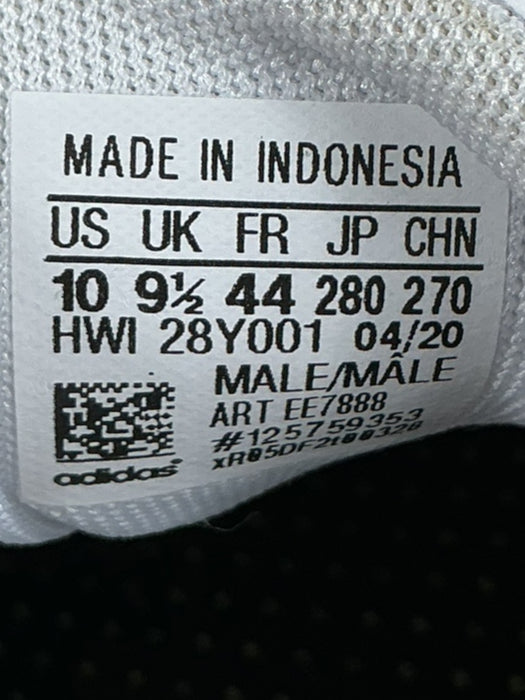 MADE IN INDONESIA
US UK FR JP CHN
10 9½ 44 280 270
HWI 28Y001 04/20
MALE/MÂLE
ART EE7888
#125759353
xR05DF2t00328
adidas